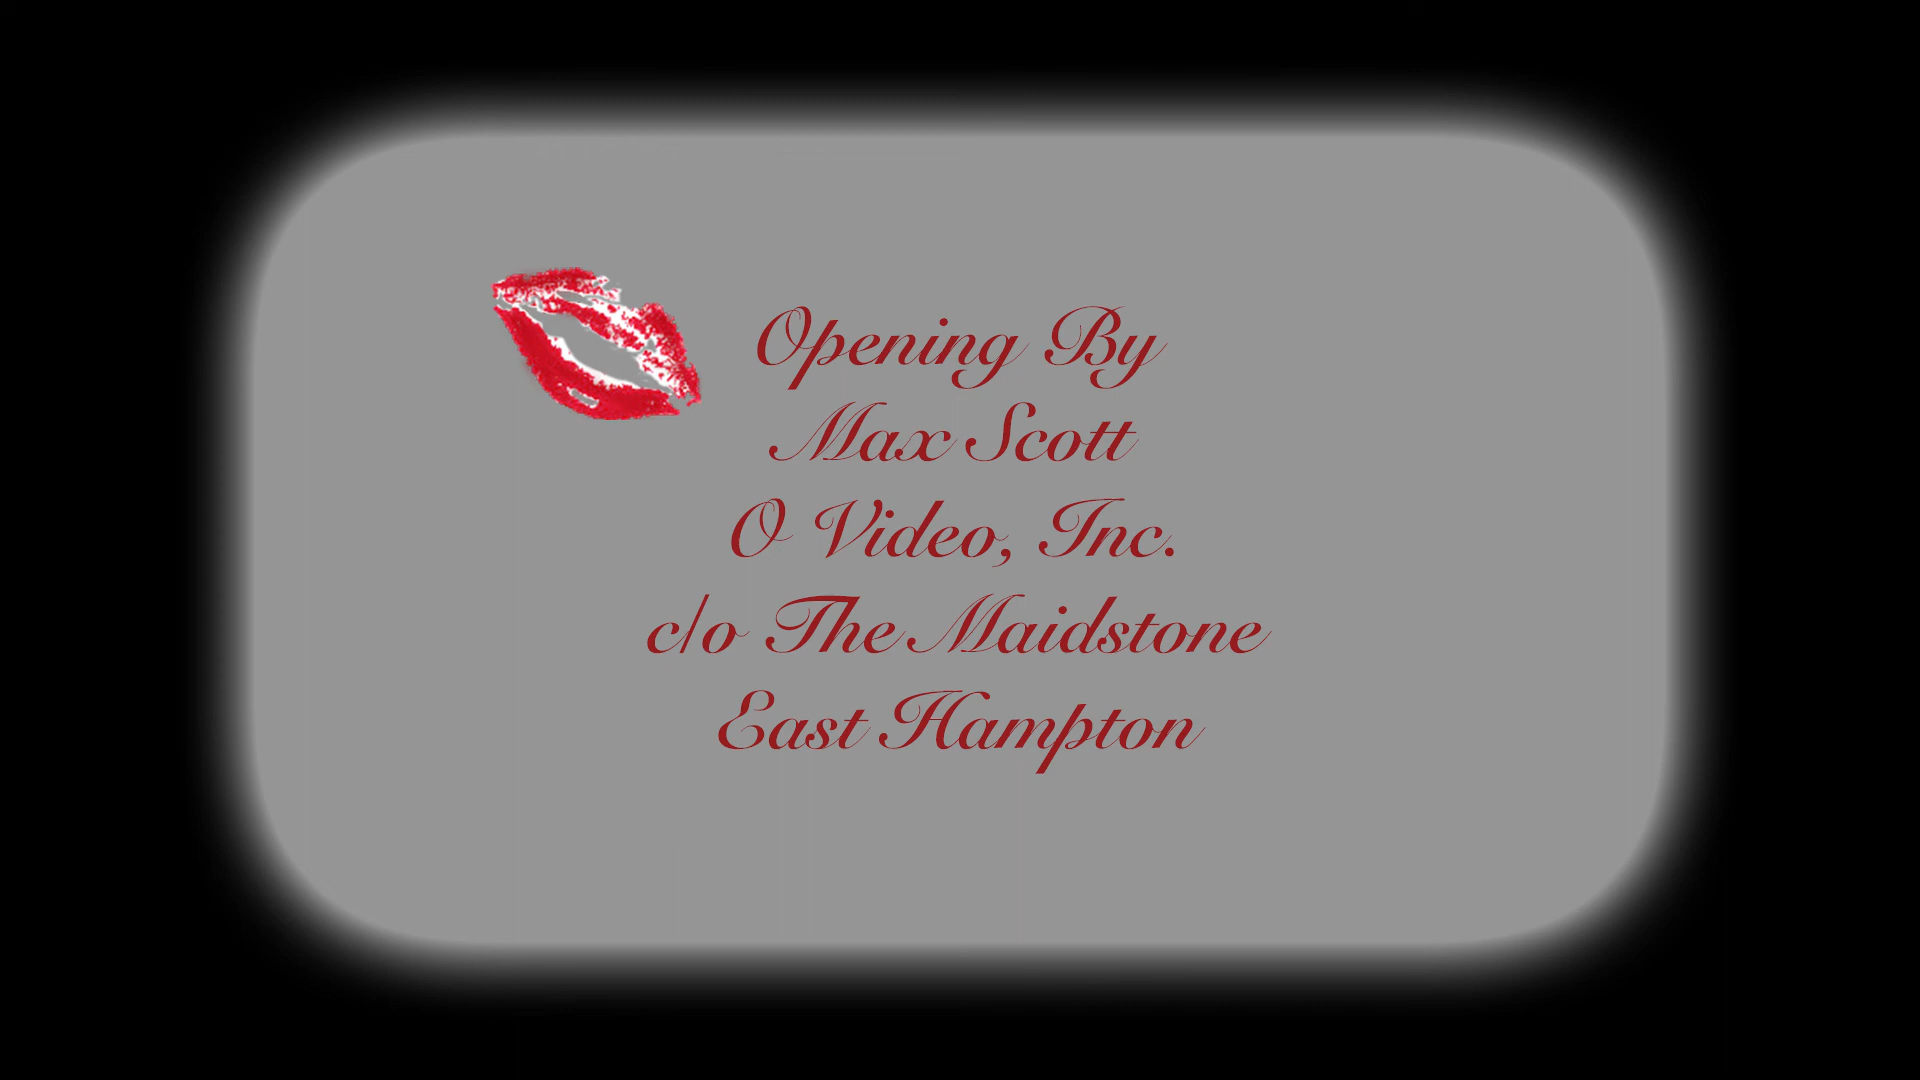 Opening By
Max Scott
O Video, Inc.
c/o The Maidstone
East Hampton